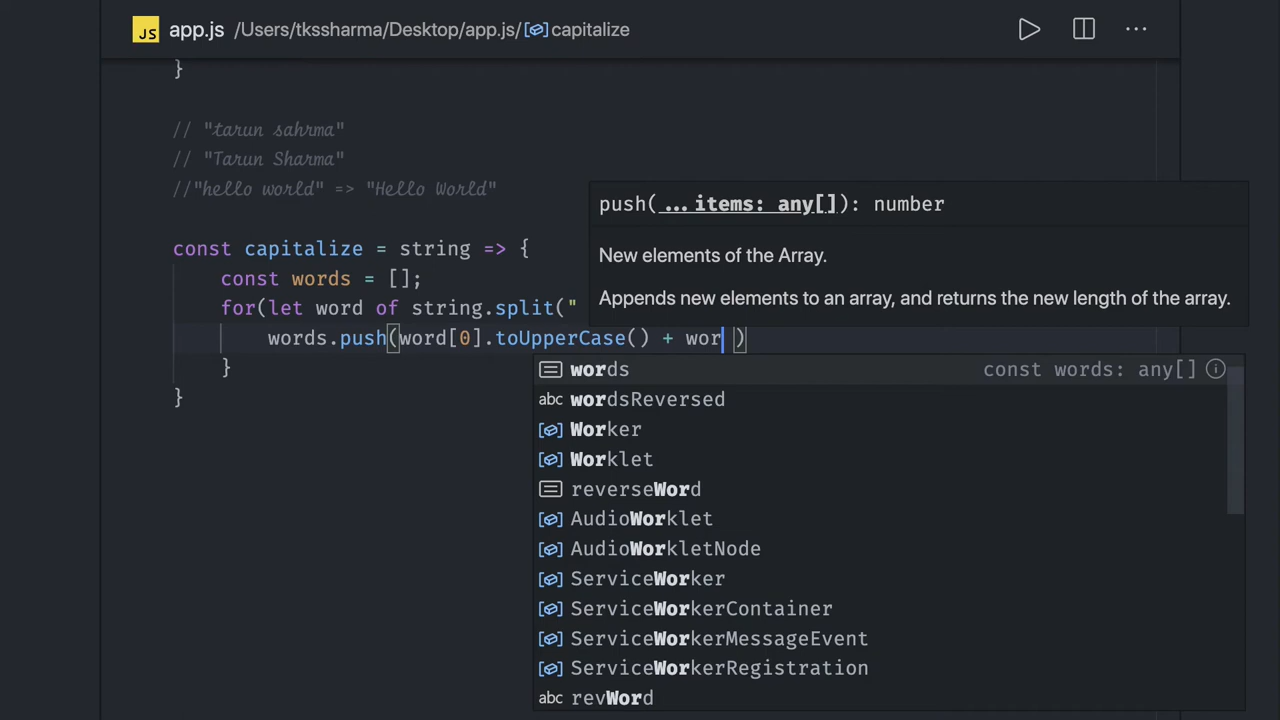 JS app.js /Users/tkssharma/Desktop/app.js/ capitalize
}
// "tarun sahrma"
// "Tarun Sharma"
//"hello world" => "Hello World"
push(...items: any[]): number
New elements of the Array.
Appends new elements to an array, and returns the new length of the array.
const capitalize = string => {
const words = [];
for(let word of string.split("
words.push(word[0].toUpperCase() + wor )
}
}
words const words: any[]
abc wordsReversed
Worker
Worklet
reverseWord
AudioWorklet
AudioWorkletNode
ServiceWorker
ServiceWorkerContainer
ServiceWorkerMessageEvent
ServiceWorkerRegistration
abc revWord